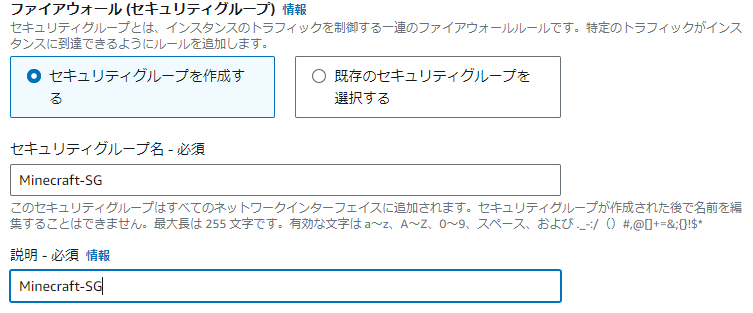 ファイアウォール (セキュリティグループ) 情報
セキュリティグループとは、インスタンスのトラフィックを制御する一連のファイアウォールルールです。特定のトラフィックがインス
タンスに到達できるようにルールを追加します。
セキュリティグループを作成す
る
既存のセキュリティグループを
選択する
セキュリティグループ名 - 必須
Minecraft-SG
このセキュリティグループはすべてのネットワークインターフェイスに追加されます。セキュリティグループが作成された後で名前を編
集することはできません。最大長は 255 文字です。有効な文字は a～z、A～Z、0～9、スペース、および ._-:/（）#,@[]+=&;{}!$*
説明 - 必須 情報
Minecraft-SG